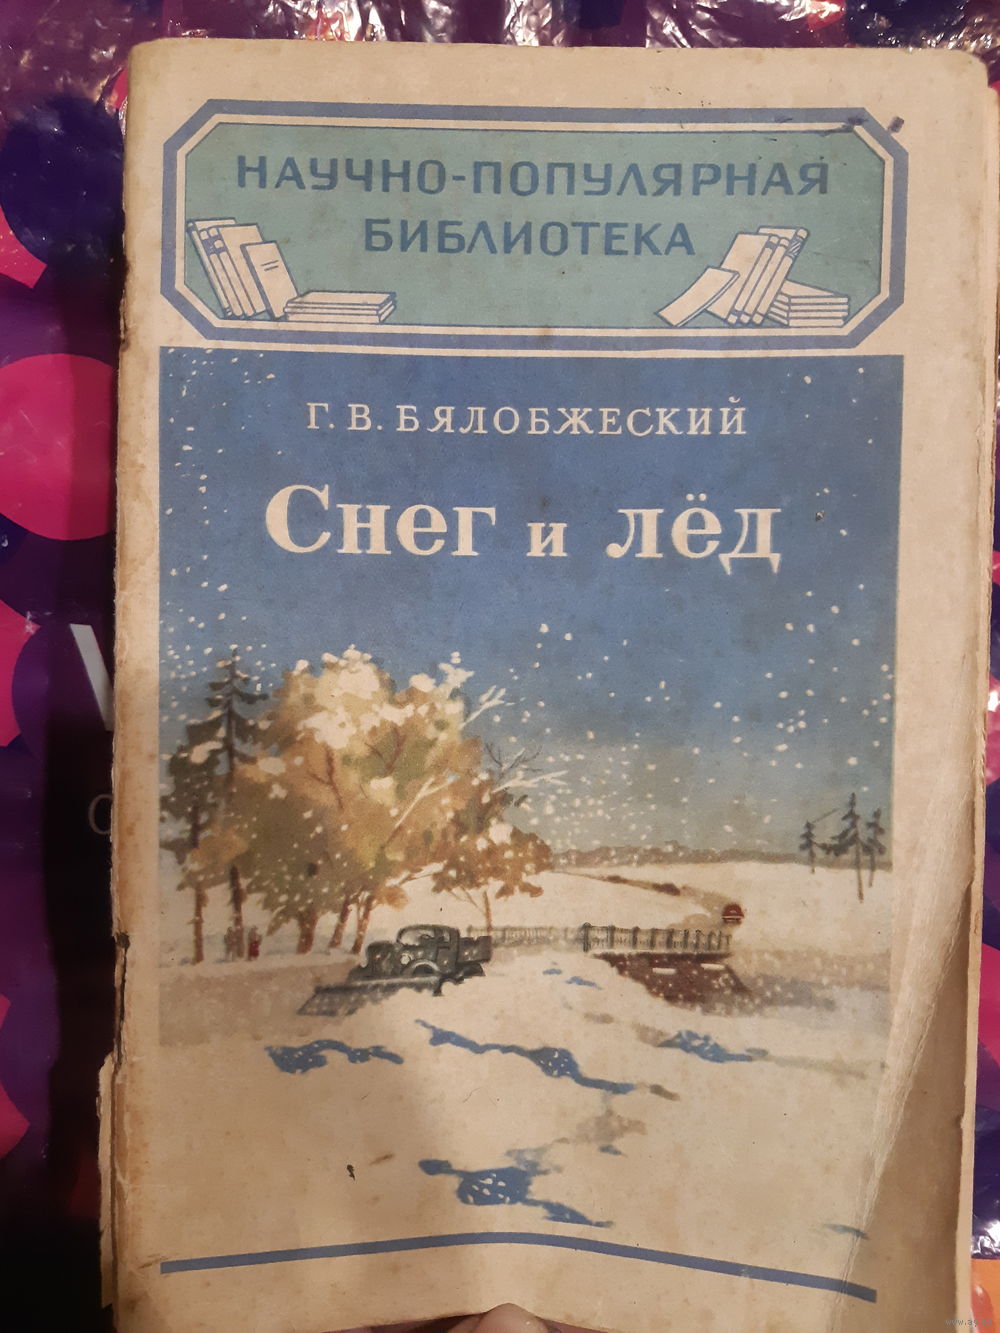 НАУЧНО-ПОПУЛЯРНАЯ
БИБЛИОТЕКА
Г. В. БЯЛОБЖЕСКИЙ
Снег и лёд